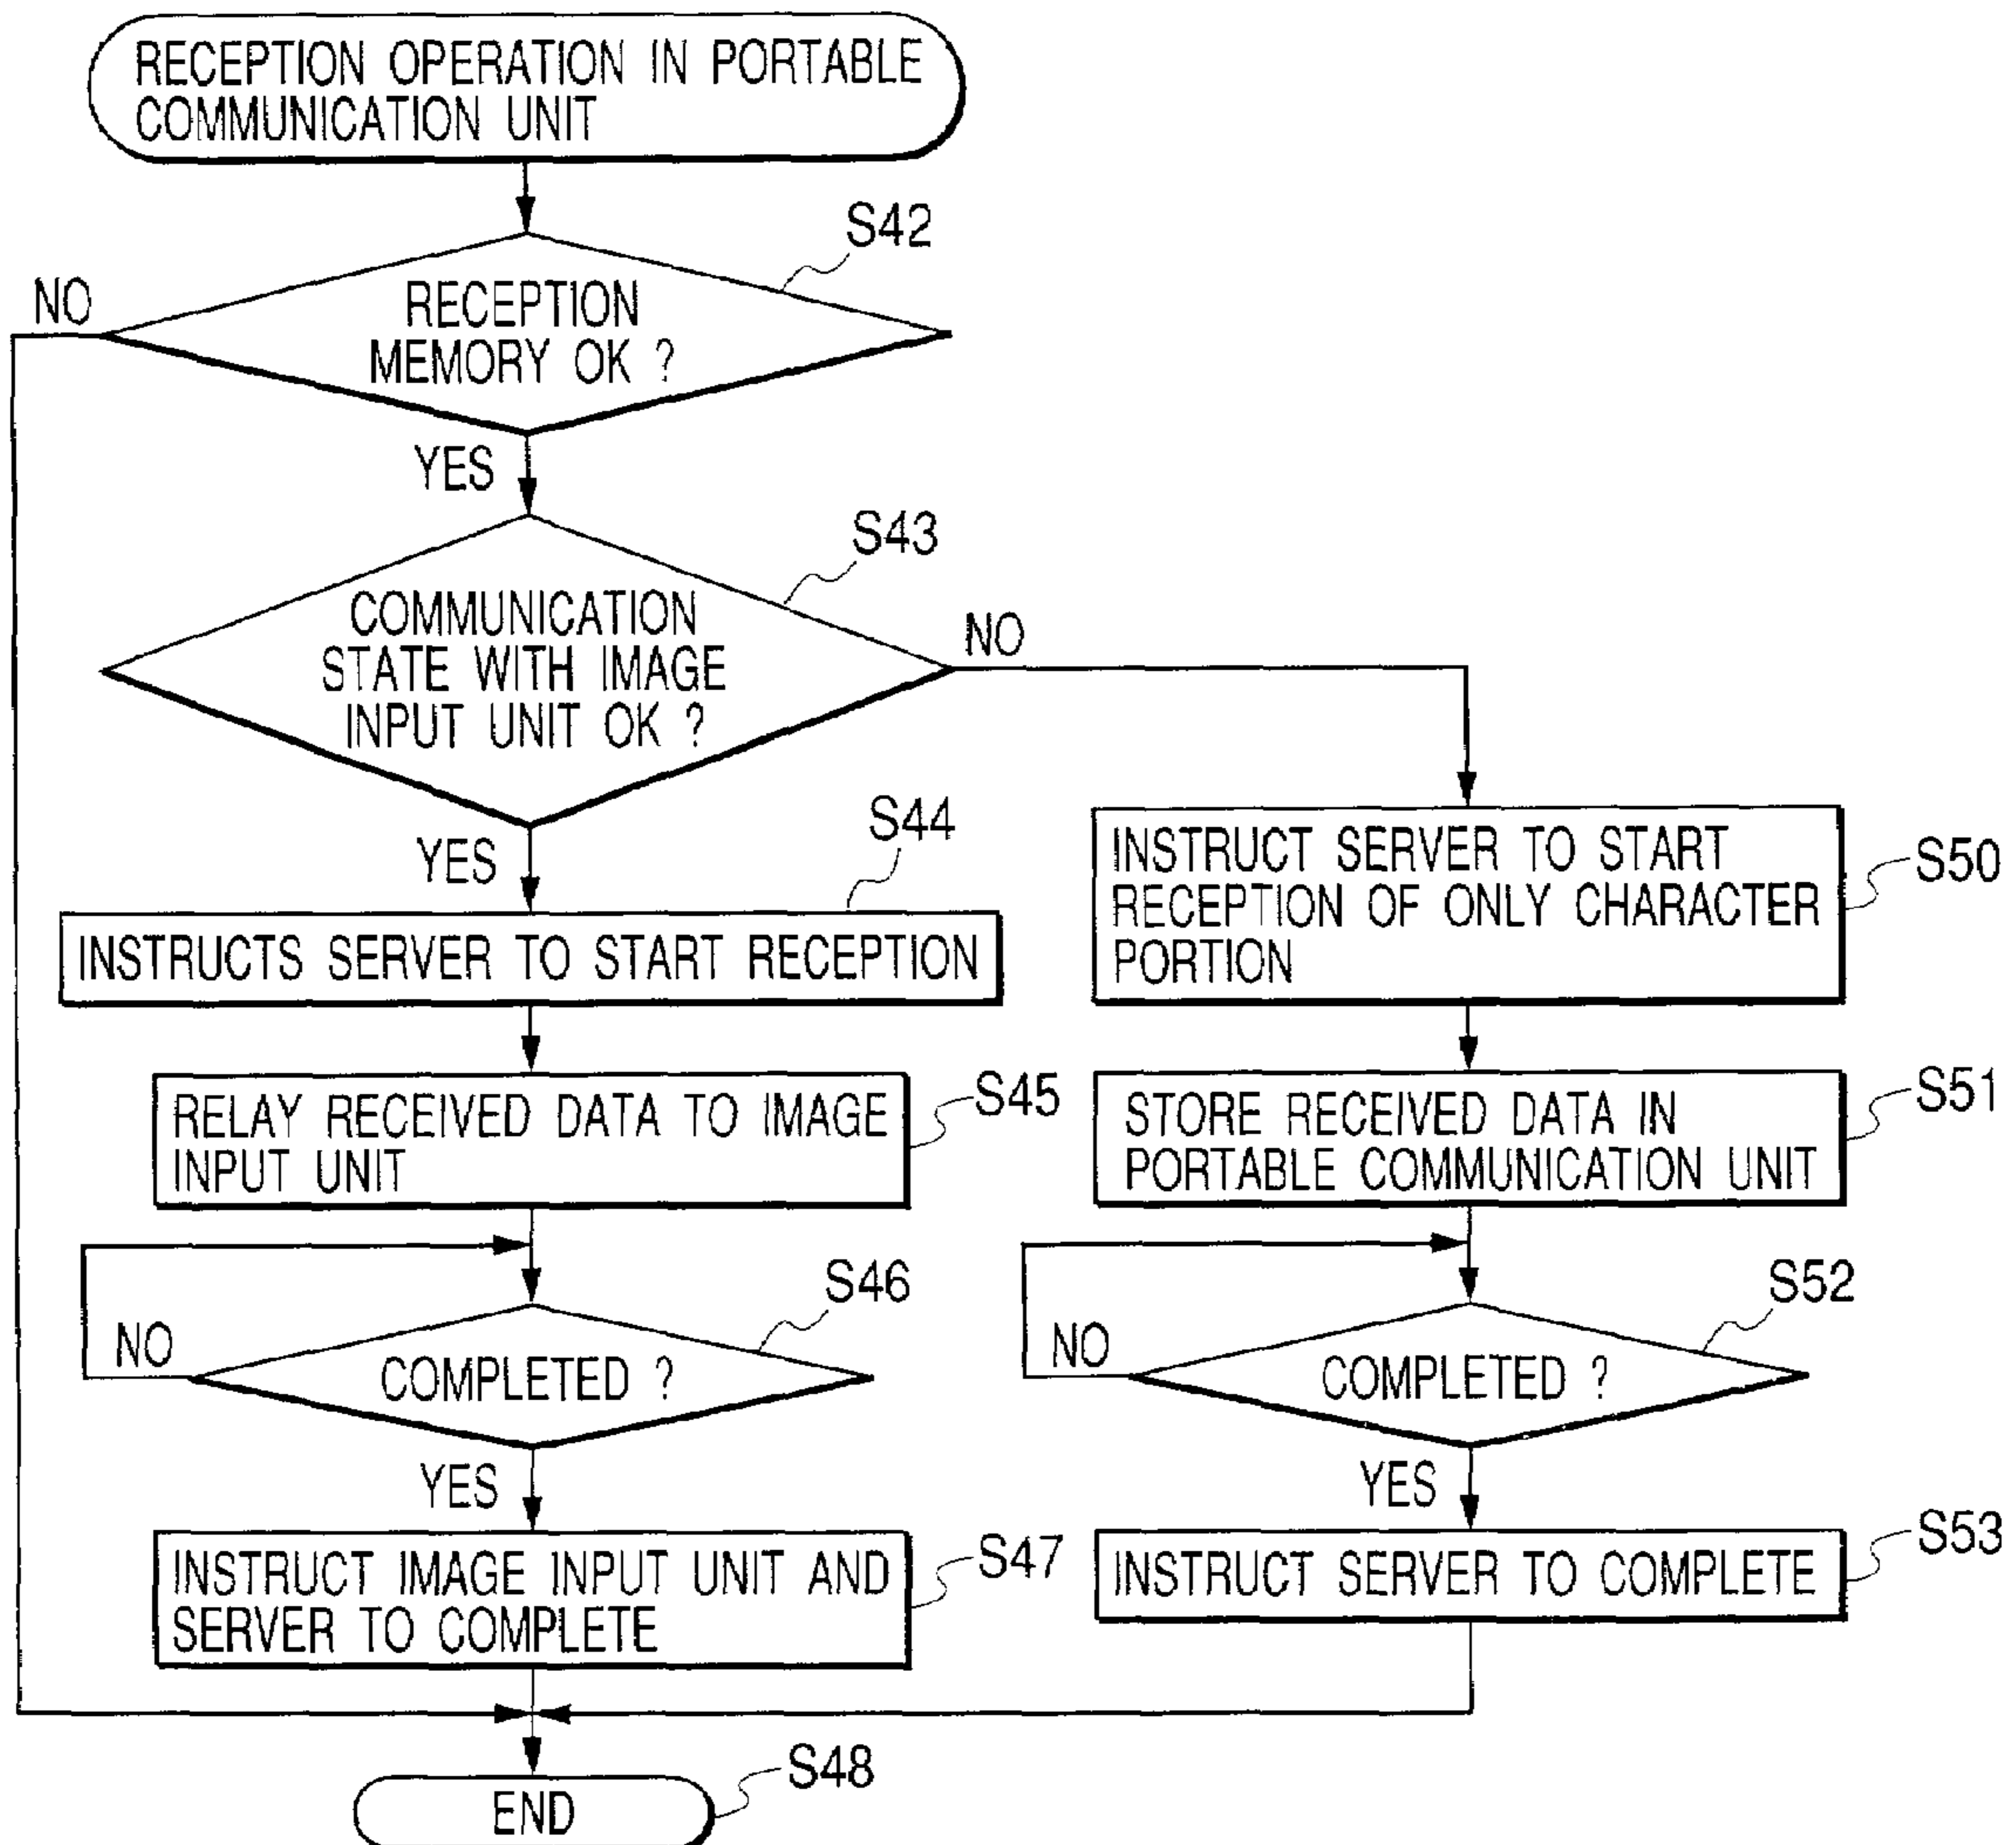 RECEPTION OPERATION IN PORTABLE
COMMUNICATION UNIT
S42
NO
RECEPTION
MEMORY OK ?
YES
S43
COMMUNICATION
STATE WITH IMAGE
INPUT UNIT OK ?
NO
YES
S44
INSTRUCTS SERVER TO START RECEPTION
INSTRUCT SERVER TO START
RECEPTION OF ONLY CHARACTER
PORTION
S50
RELAY RECEIVED DATA TO IMAGE
INPUT UNIT
S45
STORE RECEIVED DATA IN
PORTABLE COMMUNICATION UNIT
S51
S46
NO
COMPLETED ?
YES
S52
NO
COMPLETED ?
YES
INSTRUCT IMAGE INPUT UNIT AND
SERVER TO COMPLETE
S47
INSTRUCT SERVER TO COMPLETE
S53
S48
END